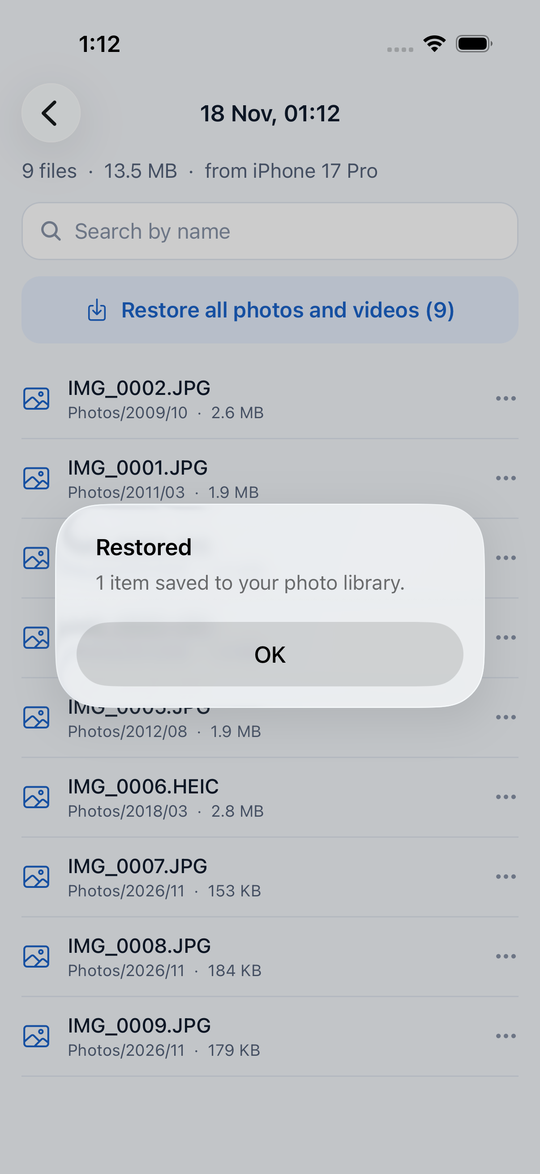 1:12
18 Nov, 01:12
9 files · 13.5 MB · from iPhone 17 Pro
Search by name
Restore all photos and videos (9)
IMG_0002.JPG
Photos/2009/10 · 2.6 MB
IMG_0001.JPG
Photos/2011/03 · 1.9 MB
Restored
1 item saved to your photo library.
OK
IMG_0005.JPG
Photos/2012/08 · 1.9 MB
IMG_0006.HEIC
Photos/2018/03 · 2.8 MB
IMG_0007.JPG
Photos/2026/11 · 153 KB
IMG_0008.JPG
Photos/2026/11 · 184 KB
IMG_0009.JPG
Photos/2026/11 · 179 KB